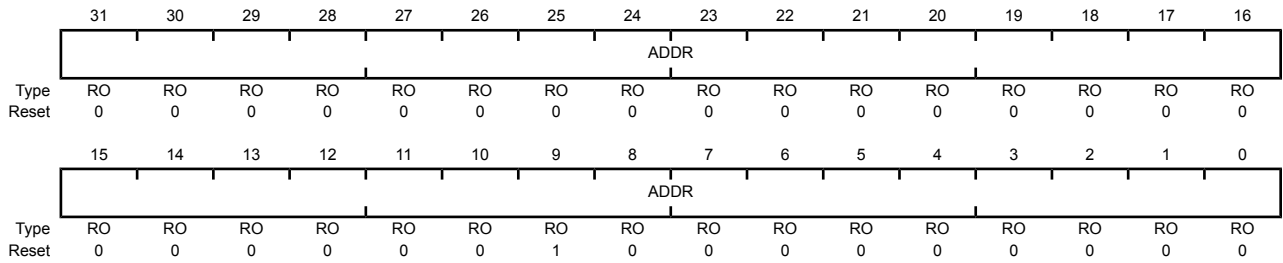 31 30 29 28 27 26 25 24 23 22 21 20 19 18 17 16
ADDR
Type RO RO RO RO RO RO RO RO RO RO RO RO RO RO RO RO
Reset 0 0 0 0 0 0 0 0 0 0 0 0 0 0 0 0
15 14 13 12 11 10 9 8 7 6 5 4 3 2 1 0
ADDR
Type RO RO RO RO RO RO RO RO RO RO RO RO RO RO RO RO
Reset 0 0 0 0 0 0 1 0 0 0 0 0 0 0 0 0